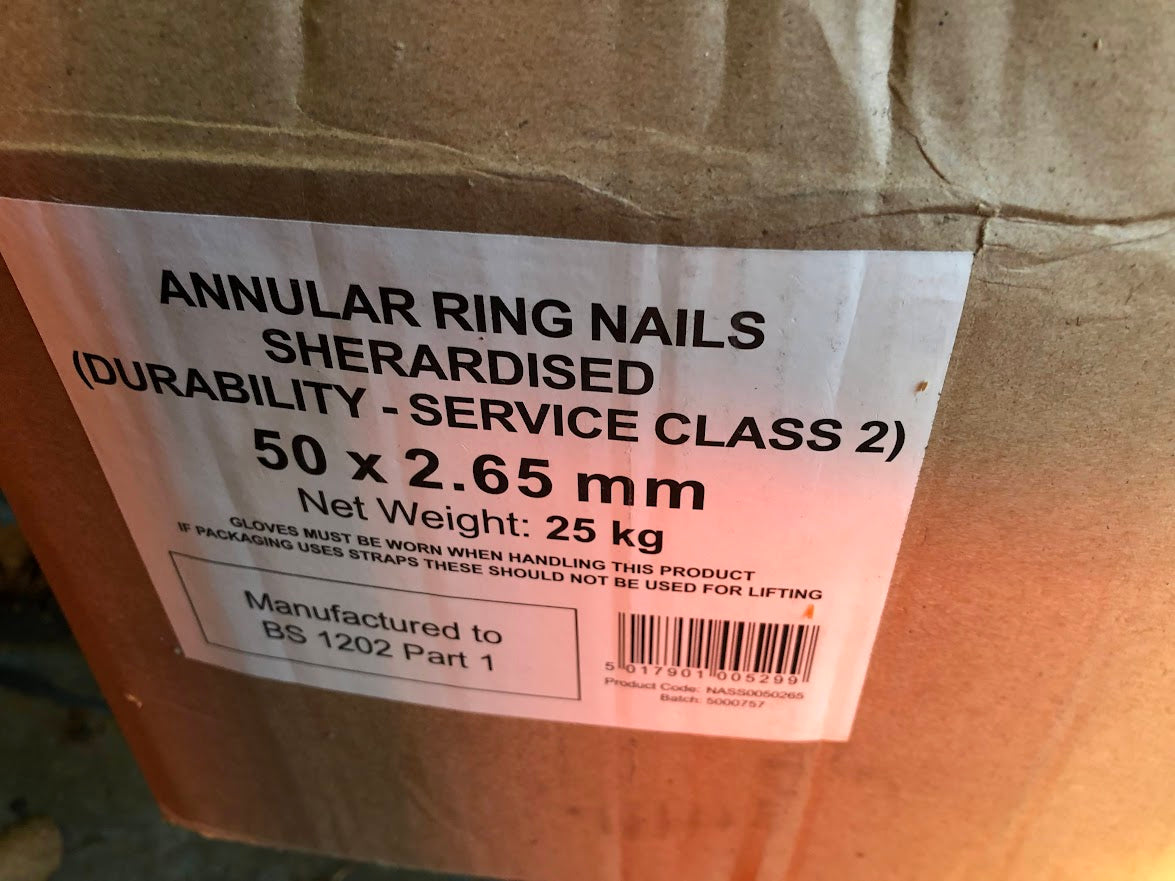 ANNULAR RING NAILS
SHERARDISED
(DURABILITY - SERVICE CLASS 2)
50 x 2.65 mm
Net Weight: 25 kg
GLOVES MUST BE WORN WHEN HANDLING THIS PRODUCT
IF PACKAGING USES STRAPS THESE SHOULD NOT BE USED FOR LIFTING
Manufactured to
BS 1202 Part 1
5 017901 005299
Product Code: NASS0050265
Batch: 5000757